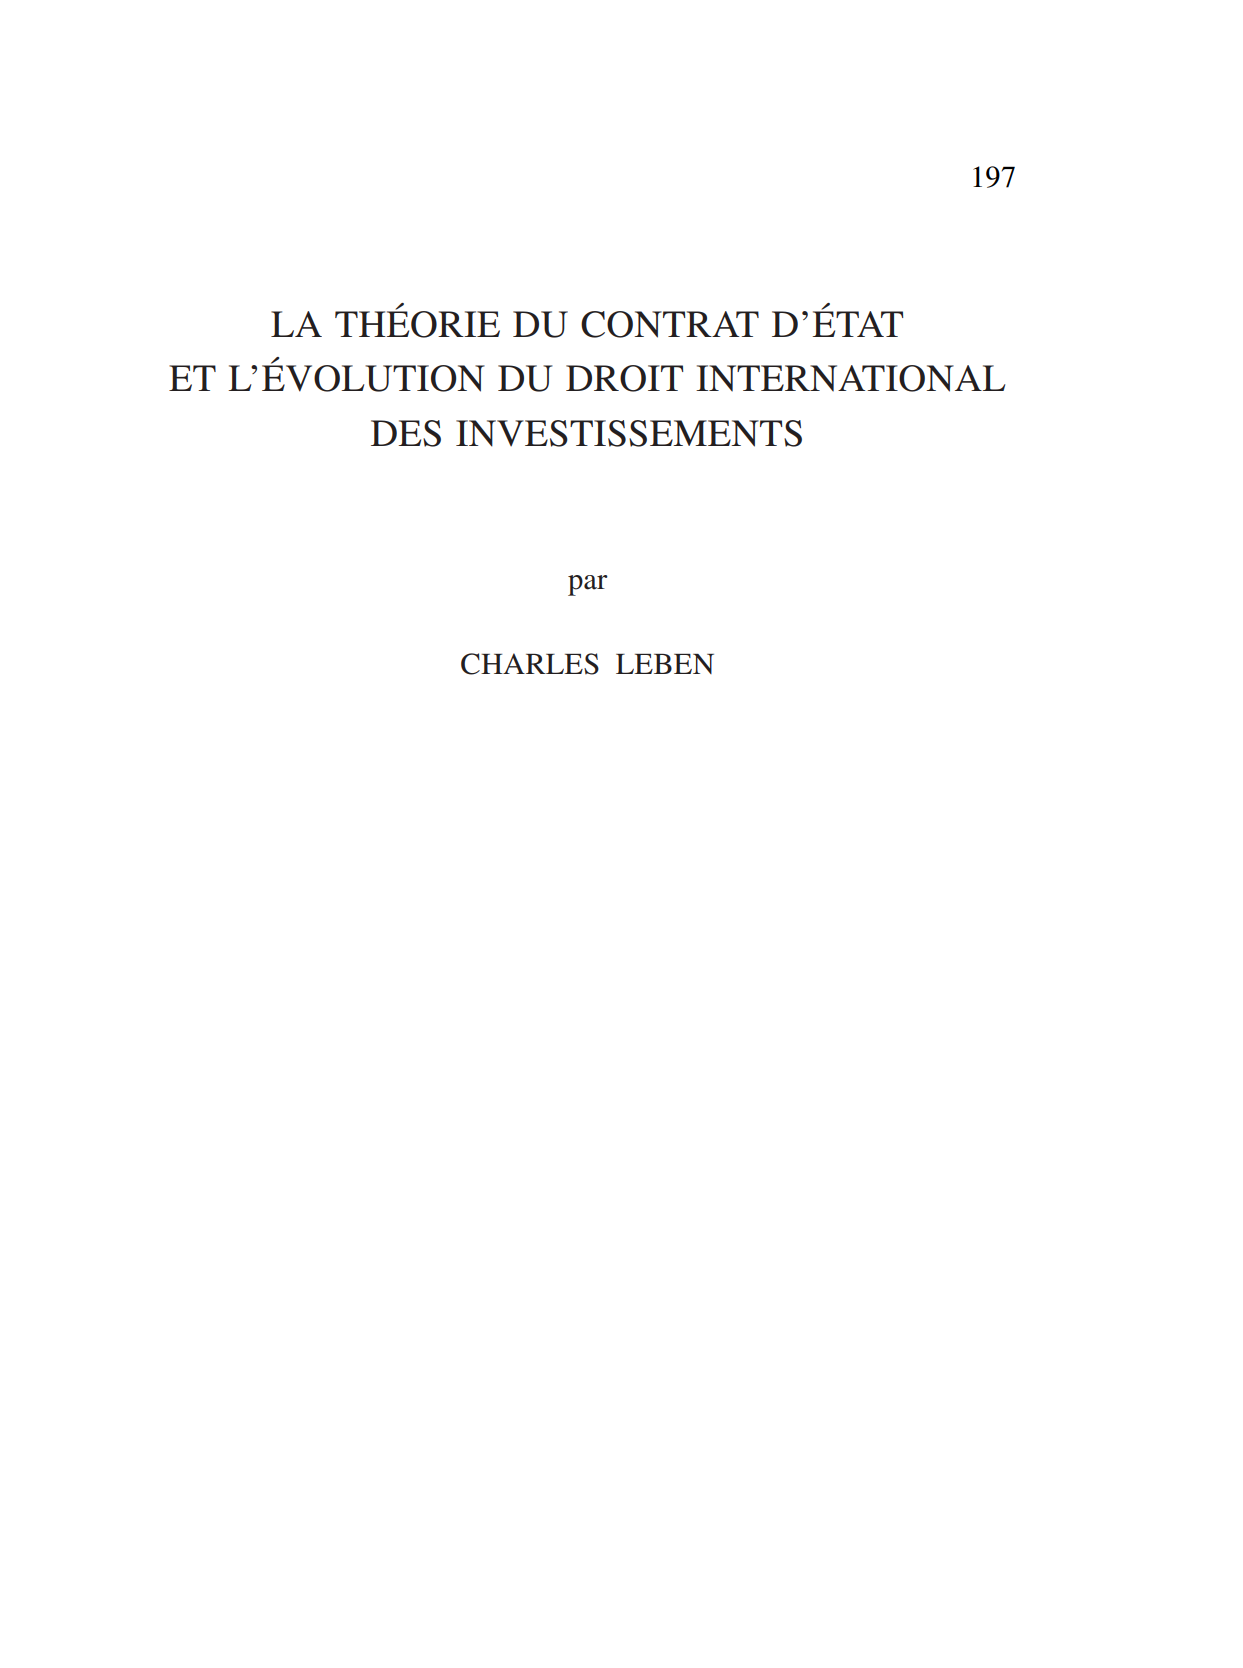 197
LA THÉORIE DU CONTRAT D’ÉTAT
ET L’ÉVOLUTION DU DROIT INTERNATIONAL
DES INVESTISSEMENTS
par
CHARLES LEBEN